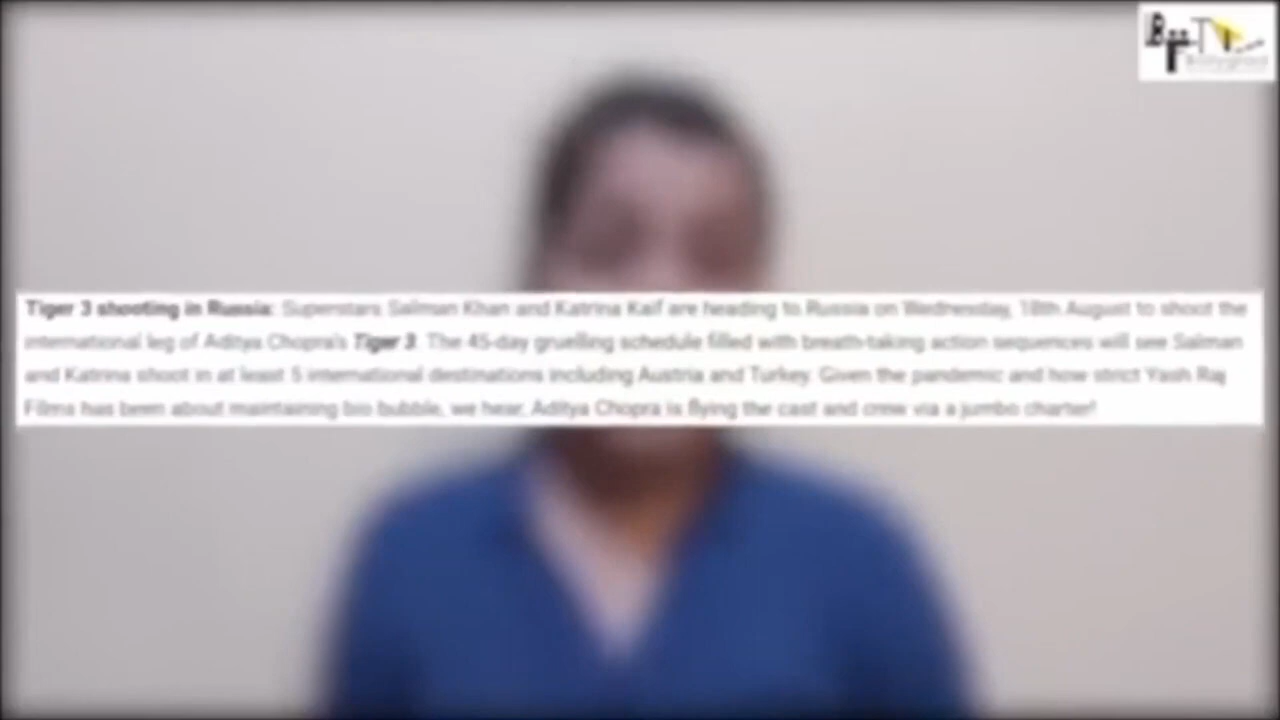 Tiger 3 shooting in Russia: Superstars Salman Khan and Katrina Kaif are heading to Russia on Wednesday, 18th August to shoot the
international leg of Aditya Chopra's Tiger 3. The 45-day gruelling schedule filled with breath-taking action sequences will see Salman
and Katrina shoot in at least 5 international destinations including Austria and Turkey. Given the pandemic and how strict Yash Raj
Films has been about maintaining bio bubble, we hear, Aditya Chopra is flying the cast and crew via a jumbo charter!